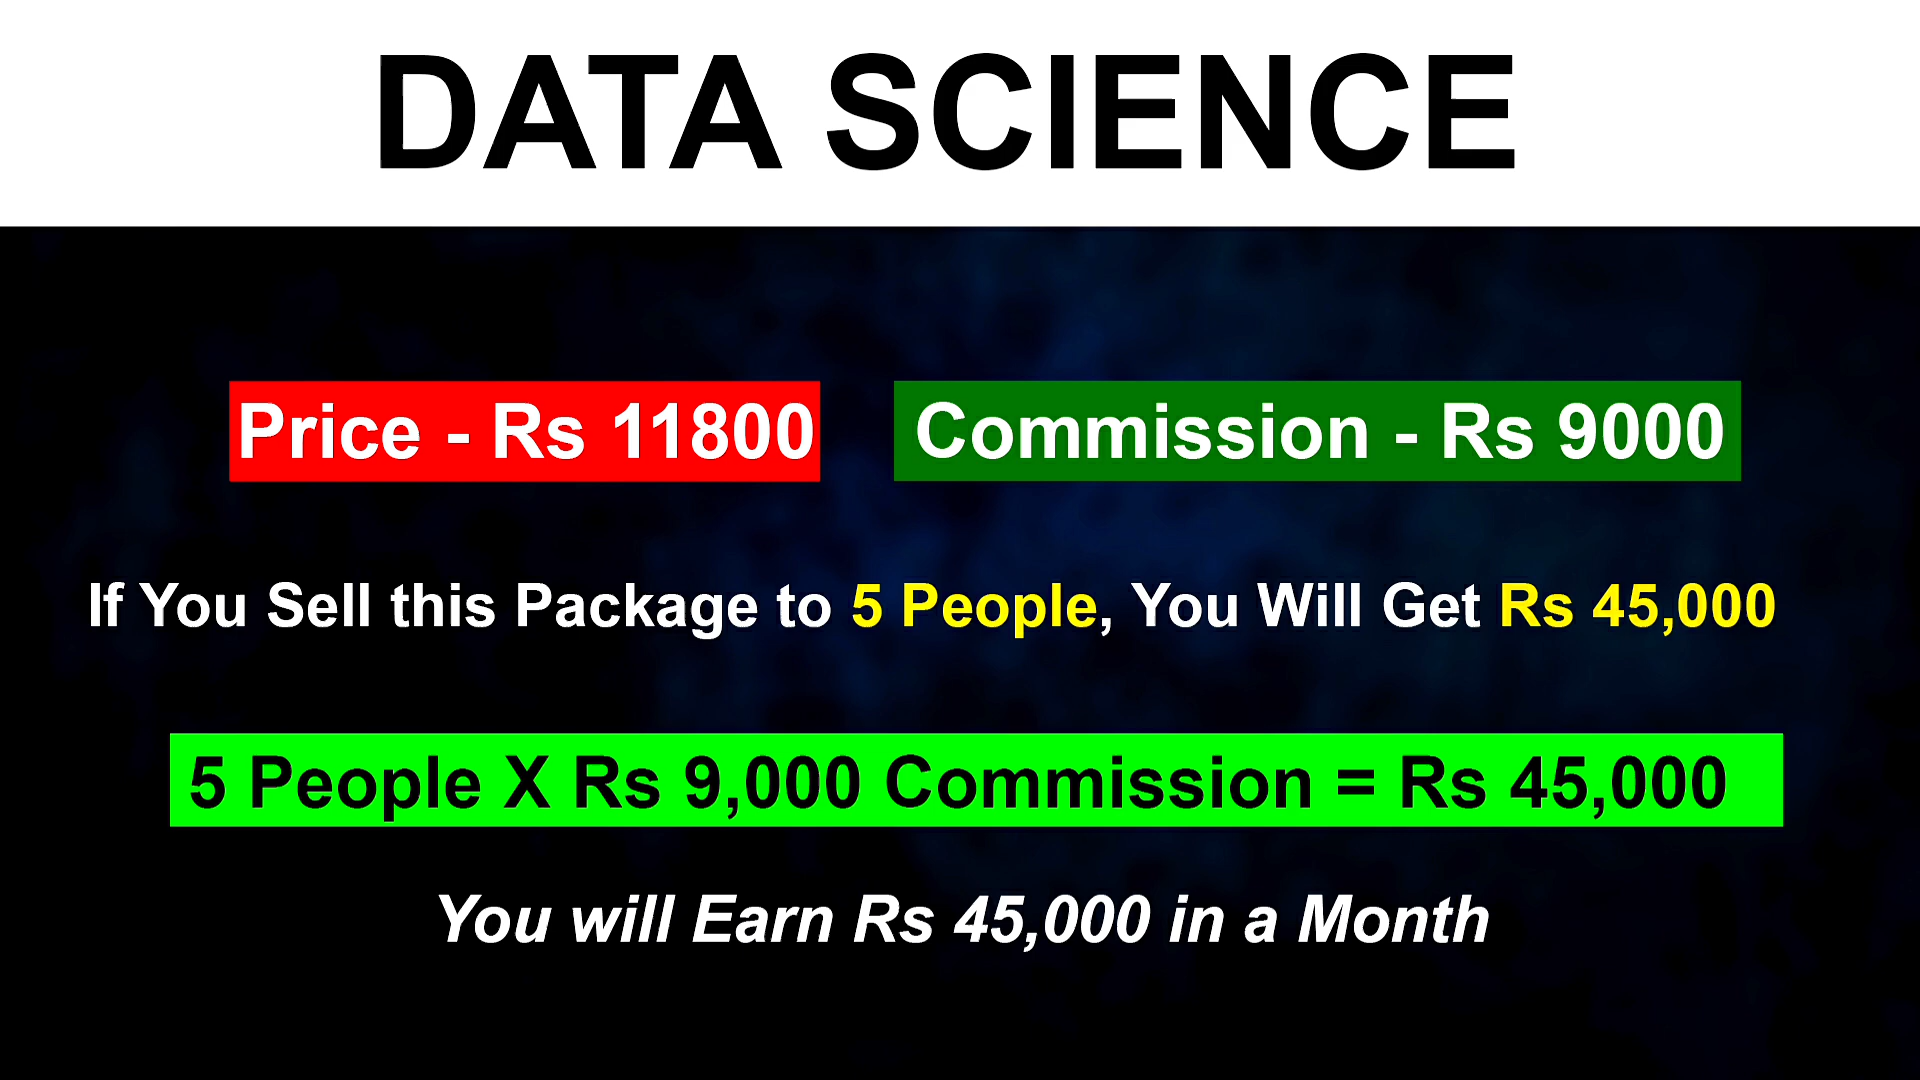 DATA SCIENCE
Price - Rs 11800
Commission - Rs 9000
If You Sell this Package to 5 People, You Will Get Rs 45,000
5 People X Rs 9,000 Commission = Rs 45,000
You will Earn Rs 45,000 in a Month